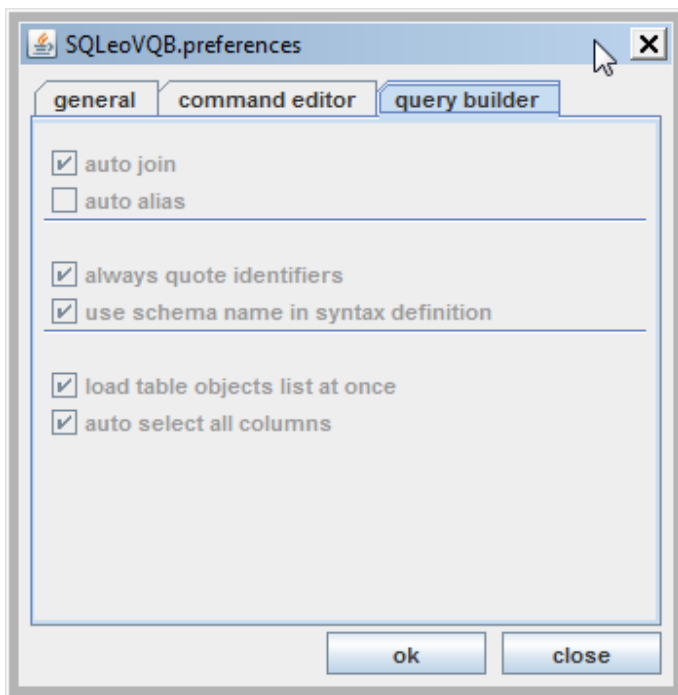 SQLeoVQB.preferences
general command editor query builder
auto join
auto alias
always quote identifiers
use schema name in syntax definition
load table objects list at once
auto select all columns
ok close